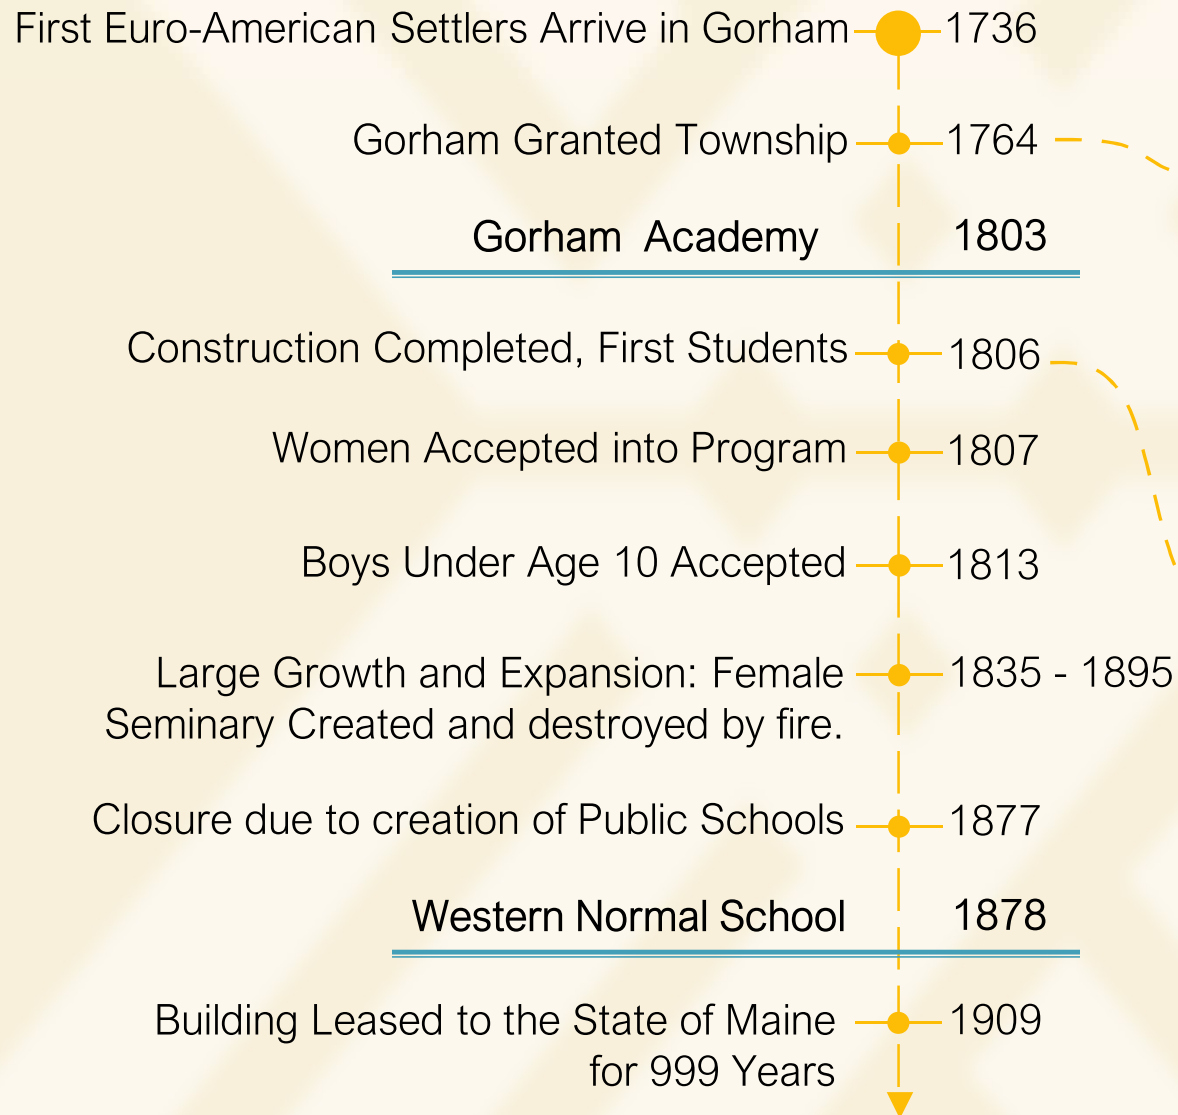 First Euro-American Settlers Arrive in Gorham 1736
Gorham Granted Township 1764
Gorham Academy 1803
Construction Completed, First Students 1806
Women Accepted into Program 1807
Boys Under Age 10 Accepted 1813
Large Growth and Expansion: Female 1835 - 1895
Seminary Created and destroyed by fire.
Closure due to creation of Public Schools 1877
Western Normal School 1878
Building Leased to the State of Maine 1909
for 999 Years